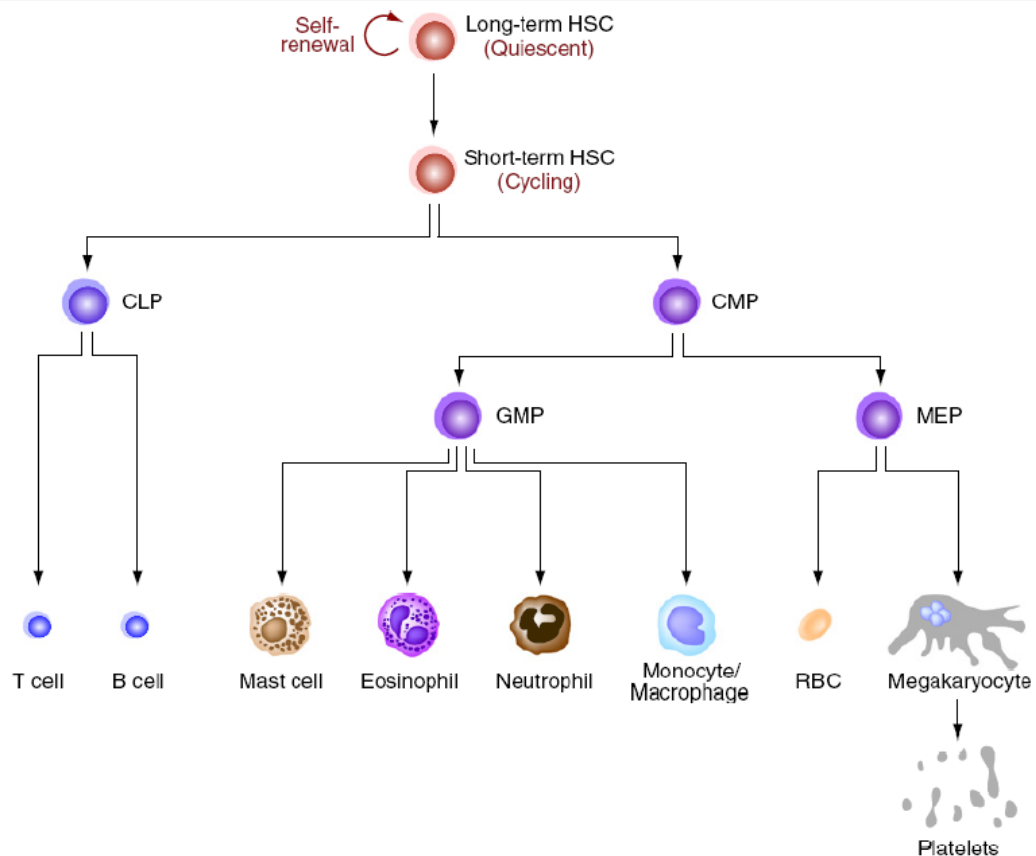 Self-
renewal
Long-term HSC
(Quiescent)
Short-term HSC
(Cycling)
CLP
CMP
GMP
MEP
T cell
B cell
Mast cell
Eosinophil
Neutrophil
Monocyte/
Macrophage
RBC
Megakaryocyte
Platelets